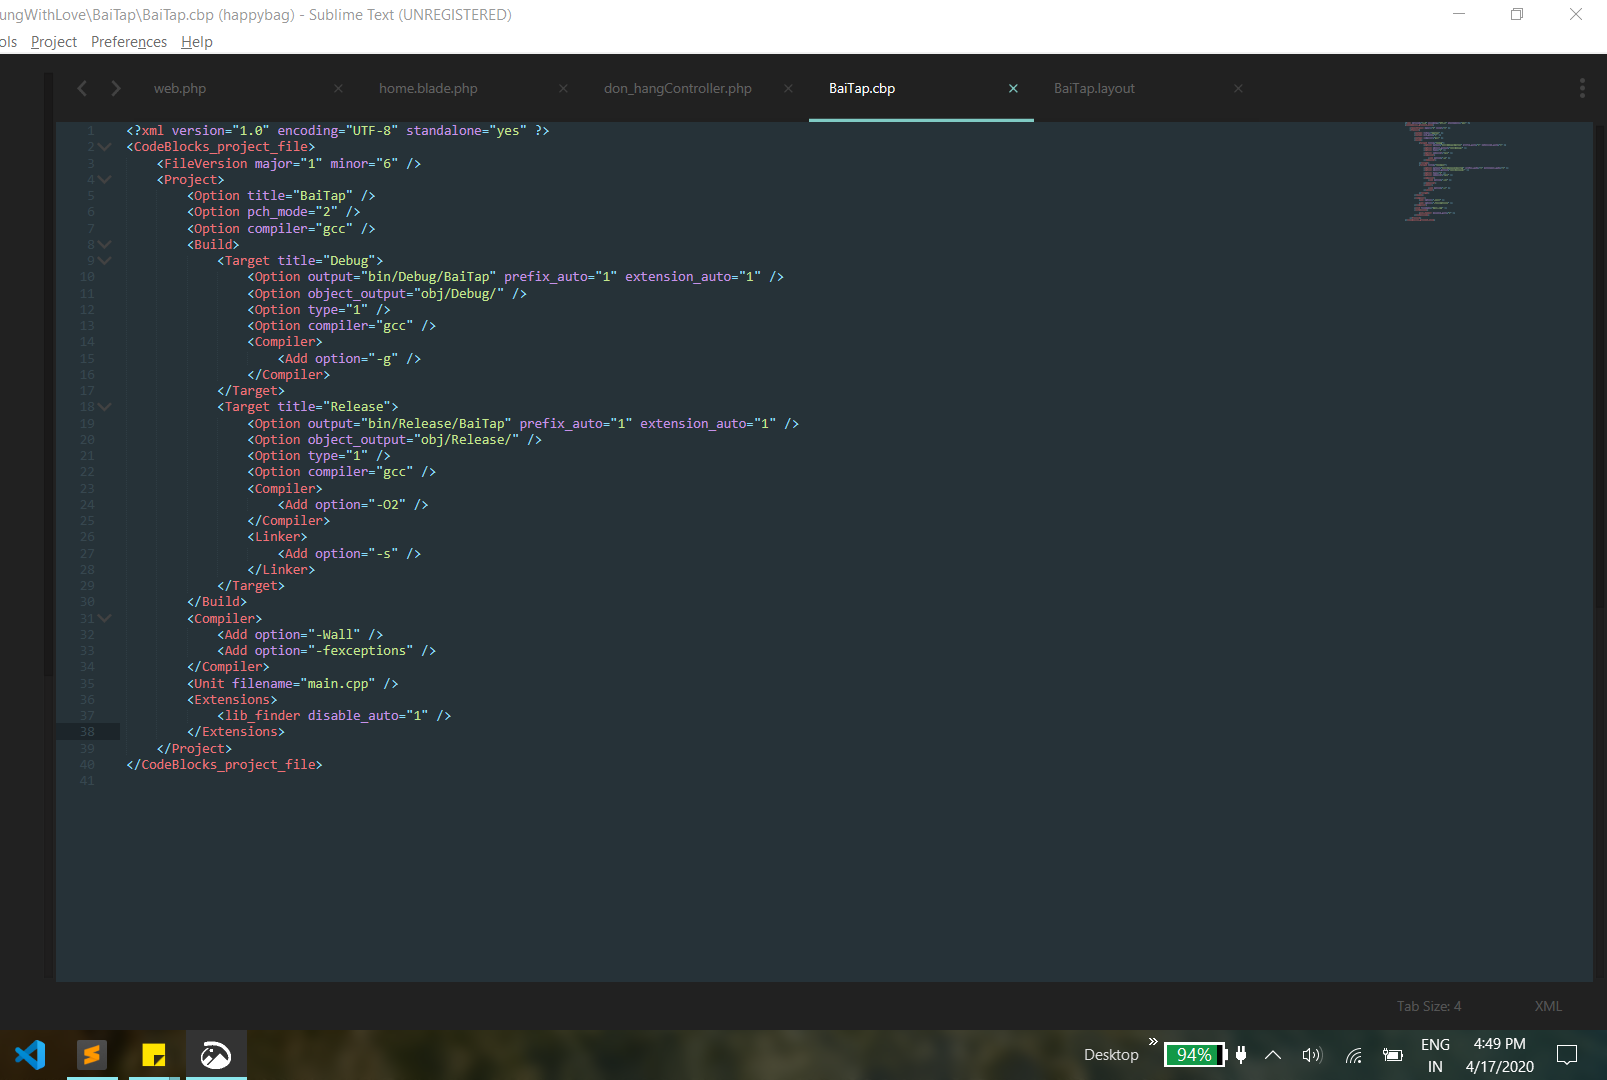 ungWithLove\BaiTap\BaiTap.cbp (happybag) - Sublime Text (UNREGISTERED)
ols Project Preferences Help
web.php home.blade.php don_hangController.php BaiTap.cbp BaiTap.layout
1 <?xml version="1.0" encoding="UTF-8" standalone="yes" ?>
2 <CodeBlocks_project_file>
3     <FileVersion major="1" minor="6" />
4     <Project>
5         <Option title="BaiTap" />
6         <Option pch_mode="2" />
7         <Option compiler="gcc" />
8         <Build>
9             <Target title="Debug">
10                 <Option output="bin/Debug/BaiTap" prefix_auto="1" extension_auto="1" />
11                 <Option object_output="obj/Debug/" />
12                 <Option type="1" />
13                 <Option compiler="gcc" />
14                 <Compiler>
15                     <Add option="-g" />
16                 </Compiler>
17             </Target>
18             <Target title="Release">
19                 <Option output="bin/Release/BaiTap" prefix_auto="1" extension_auto="1" />
20                 <Option object_output="obj/Release/" />
21                 <Option type="1" />
22                 <Option compiler="gcc" />
23                 <Compiler>
24                     <Add option="-O2" />
25                 </Compiler>
26                 <Linker>
27                     <Add option="-s" />
28                 </Linker>
29             </Target>
30         </Build>
31         <Compiler>
32             <Add option="-Wall" />
33             <Add option="-fexceptions" />
34         </Compiler>
35         <Unit filename="main.cpp" />
36         <Extensions>
37             <lib_finder disable_auto="1" />
38         </Extensions>
39     </Project>
40 </CodeBlocks_project_file>
41
Tab Size: 4 XML
Desktop » 94% ENG 4:49 PM
IN 4/17/2020